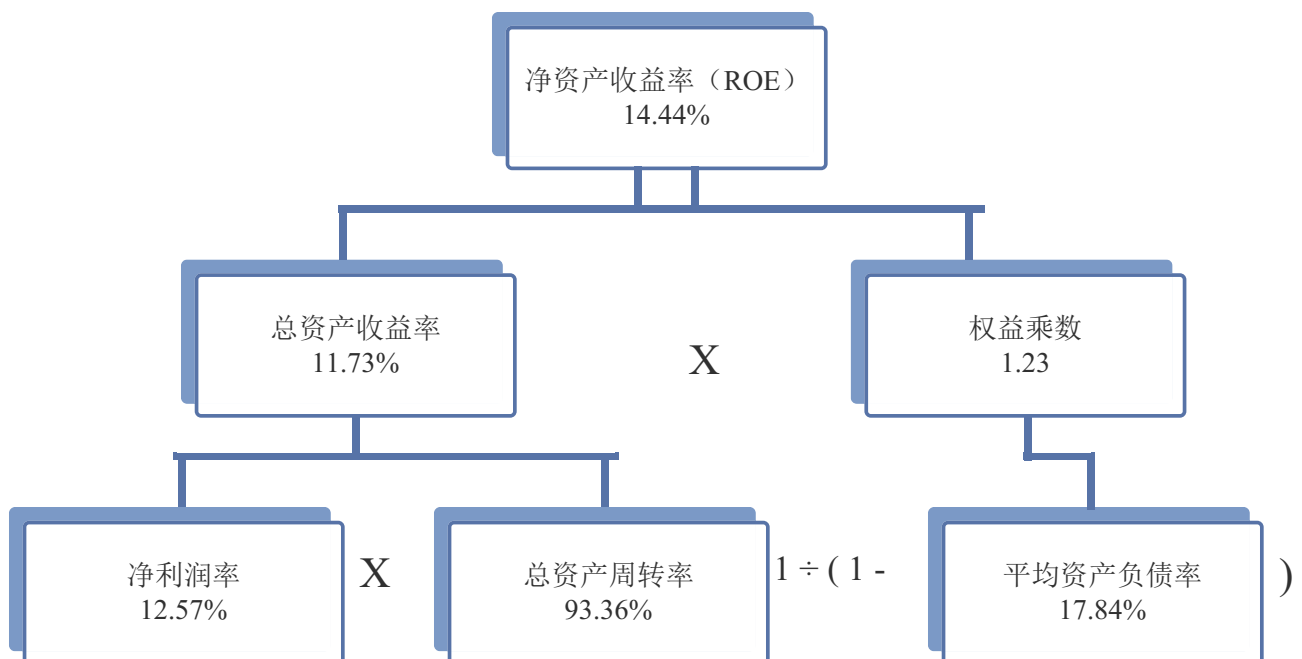 净资产收益率（ROE）
14.44%
总资产收益率
11.73%
X
权益乘数
1.23
净利润率
12.57%
X
总资产周转率
93.36%
1 ÷ ( 1 -
平均资产负债率
17.84%
)